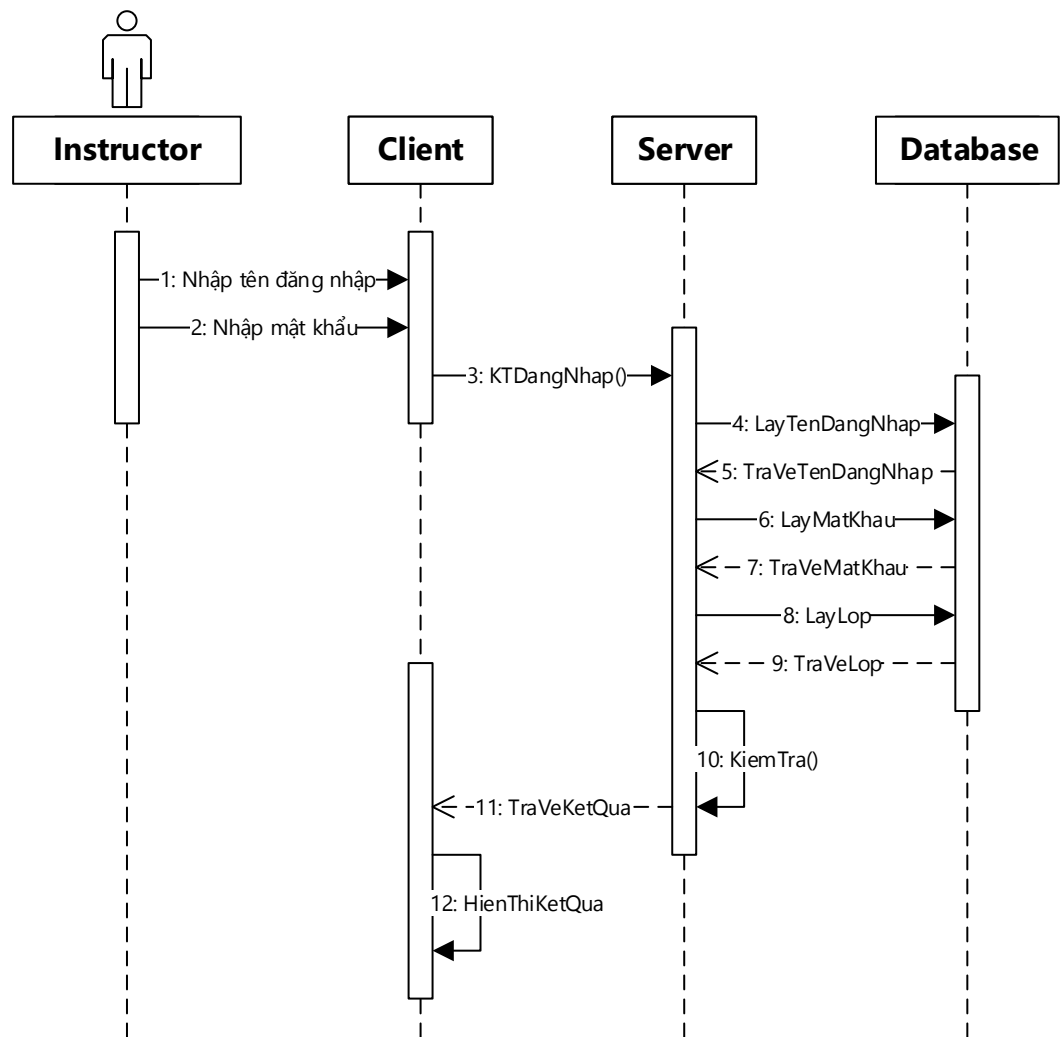 Instructor
Client
Server
Database
1: Nhập tên đăng nhập
2: Nhập mật khẩu
3: KTDangNhap()
4: LayTenDangNhap
5: TraVeTenDangNhap
6: LayMatKhau
7: TraVeMatKhau
8: LayLop
9: TraVeLop
10: KiemTra()
11: TraVeKetQua
12: HienThiKetQua